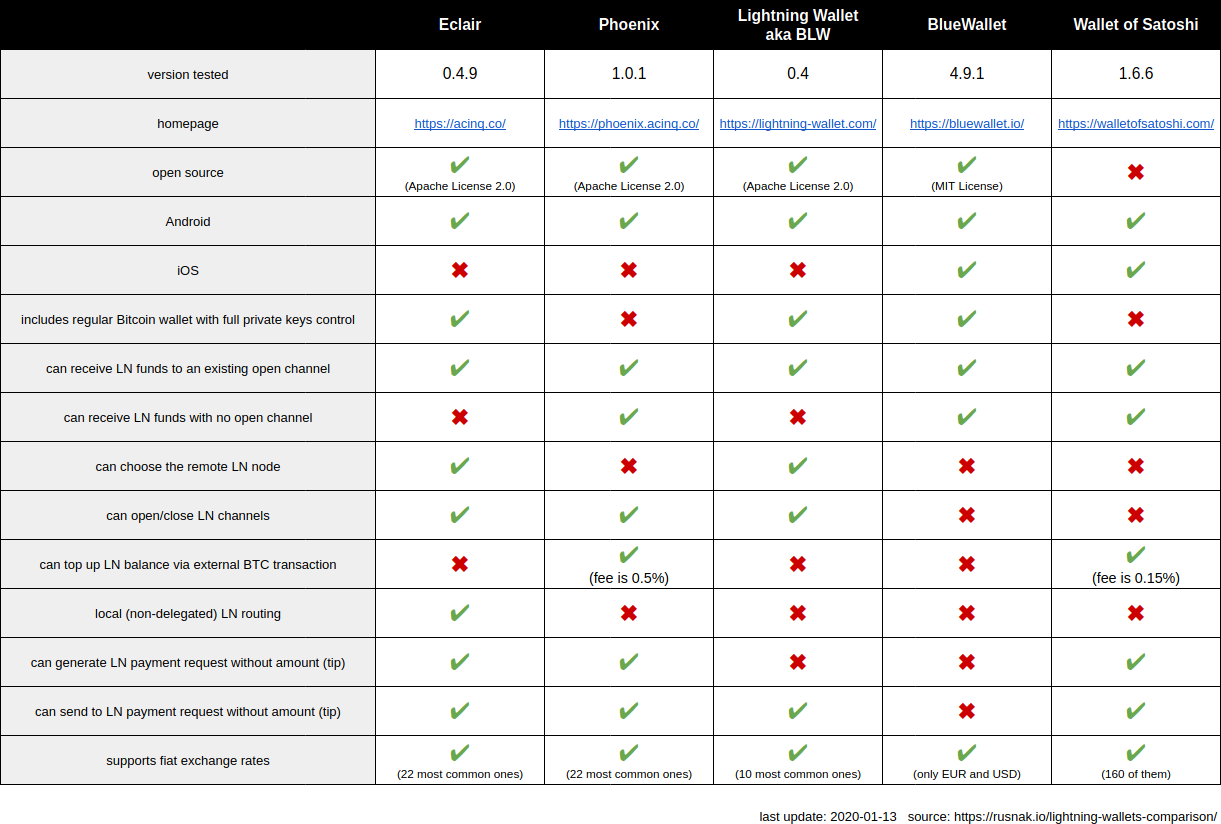 Eclair Phoenix Lightning Wallet aka BLW BlueWallet Wallet of Satoshi
version tested 0.4.9 1.0.1 0.4 4.9.1 1.6.6
homepage https://acinq.co/ https://phoenix.acinq.co/ https://lightning-wallet.com/ https://bluewallet.io/ https://walletofsatoshi.com/
open source ✔ ✔ ✔ ✔ ✖
(Apache License 2.0) (Apache License 2.0) (Apache License 2.0) (MIT License)
Android ✔ ✔ ✔ ✔ ✔
iOS ✖ ✖ ✖ ✔ ✔
includes regular Bitcoin wallet with full private keys control ✔ ✖ ✔ ✔ ✖
can receive LN funds to an existing open channel ✔ ✔ ✔ ✔ ✔
can receive LN funds with no open channel ✖ ✔ ✖ ✔ ✔
can choose the remote LN node ✔ ✖ ✔ ✖ ✖
can open/close LN channels ✔ ✔ ✔ ✖ ✖
can top up LN balance via external BTC transaction ✖ ✔ ✖ ✖ ✔
(fee is 0.5%) (fee is 0.15%)
local (non-delegated) LN routing ✔ ✖ ✖ ✖ ✖
can generate LN payment request without amount (tip) ✔ ✔ ✖ ✖ ✔
can send to LN payment request without amount (tip) ✔ ✔ ✔ ✖ ✔
supports fiat exchange rates ✔ ✔ ✔ ✔ ✔
(22 most common ones) (22 most common ones) (10 most common ones) (only EUR and USD) (160 of them)
last update: 2020-01-13 source: https://rusnak.io/lightning-wallets-comparison/